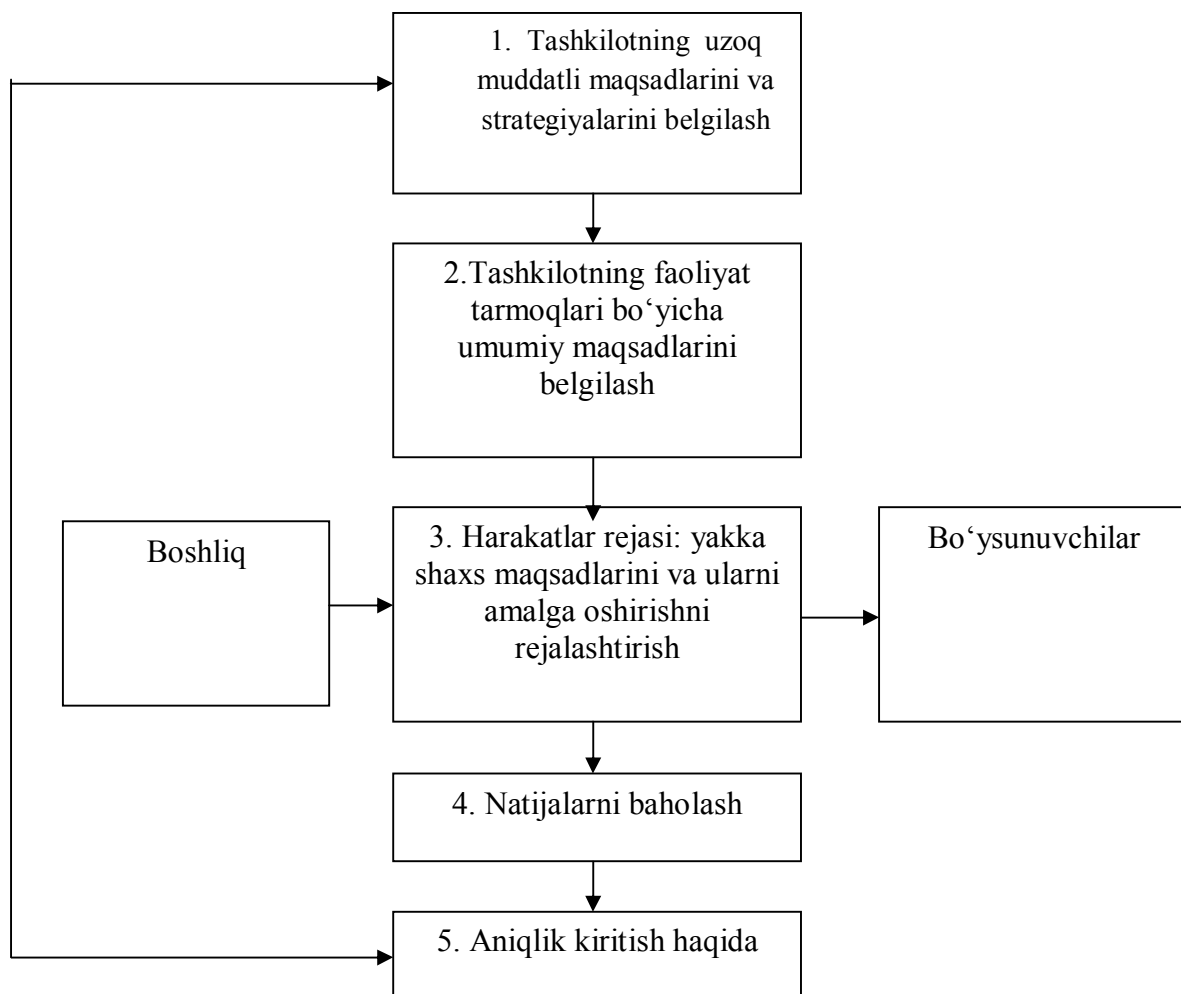 1. Tashkilotning uzoq
muddatli maqsadlarini va
strategiyalarini belgilash
2.Tashkilotning faoliyat
tarmoqlari bo‘yicha
umumiy maqsadlarini
belgilash
Boshliq
3. Harakatlar rejasi: yakka
shaxs maqsadlarini va ularni
amalga oshirishni
rejalashtirish
Bo‘ysunuvchilar
4. Natijalarni baholash
5. Aniqlik kiritish haqida